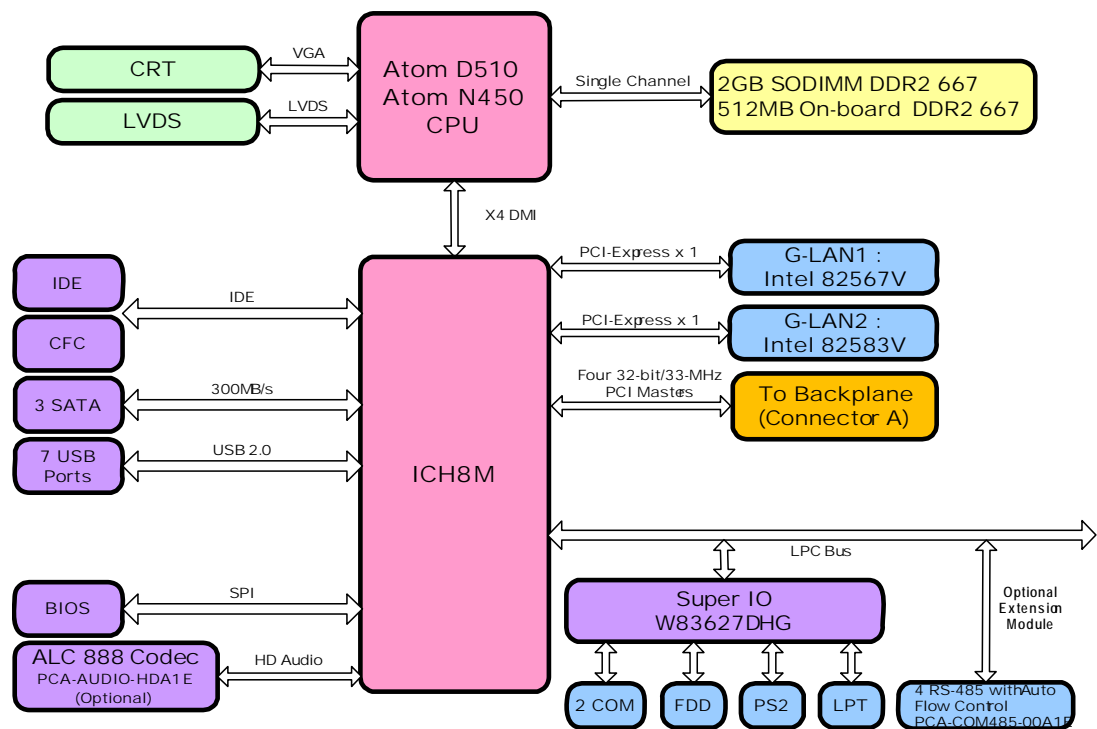 CRT
VGA
LVDS
LVDS
Atom D510
Atom N450
CPU
Single Channel
2GB SODIMM DDR2 667
512MB On-board DDR2 667
X4 DMI
IDE
CFC
IDE
3 SATA
300MB/s
7 USB
Ports
USB 2.0
ICH8M
PCI-Express x 1
G-LAN1 :
Intel 82567V
PCI-Express x 1
G-LAN2 :
Intel 82583V
Four 32-bit/33-MHz
PCI Masters
To Backplane
(Connector A)
LPC Bus
BIOS
SPI
ALC 888 Codec
PCA-AUDIO-HDA1E
(Optional)
HD Audio
Super IO
W83627DHG
Optional
Extension
Module
2 COM
FDD
PS2
LPT
4 RS-485 with Auto
Flow Control
PCA-COM485-00A1E